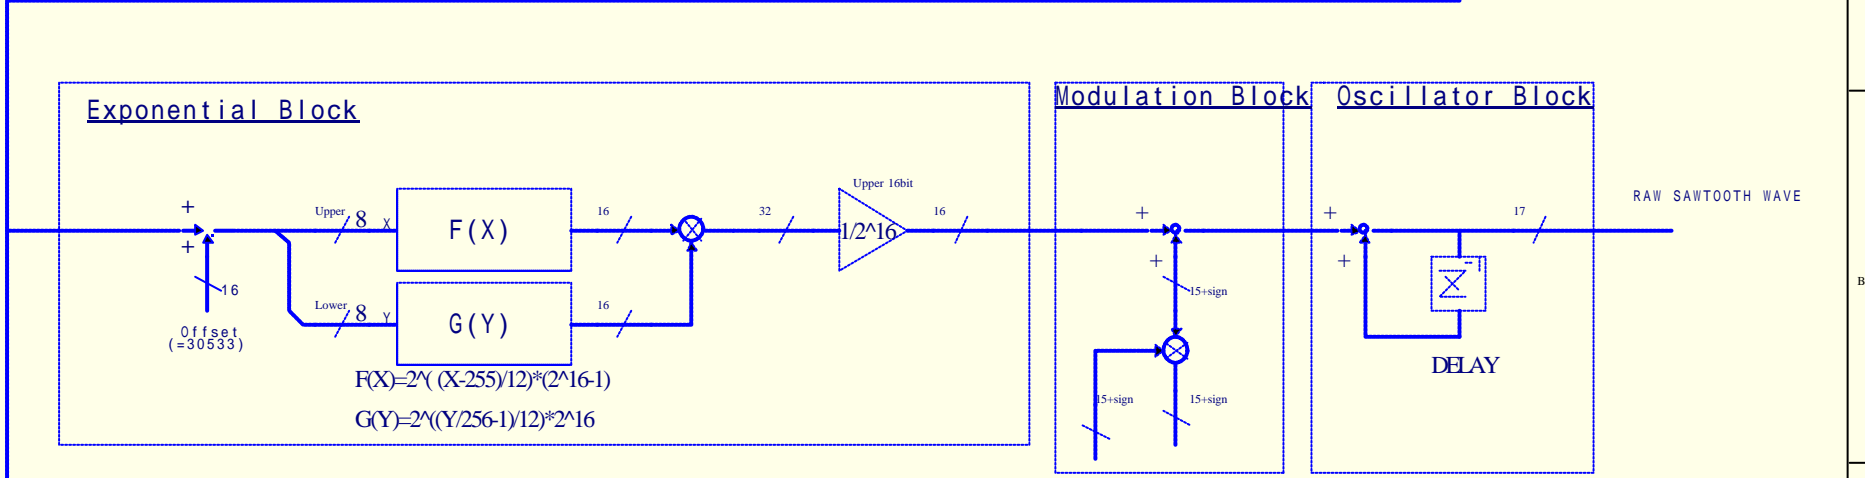 Exponential Block
Modulation Block
Oscillator Block
Upper 16bit
RAW SAWTOOTH WAVE
+
+
Upper
8
X
F(X)
16
32
1/2^16
16
+
+
+
+
17
16
Offset
(=30533)
Lower
8
Y
G(Y)
16
15+sign
Z
-1
DELAY
F(X)=2^( (X-255)/12)*(2^16-1)
G(Y)=2^((Y/256-1)/12)*2^16
15+sign
15+sign
B